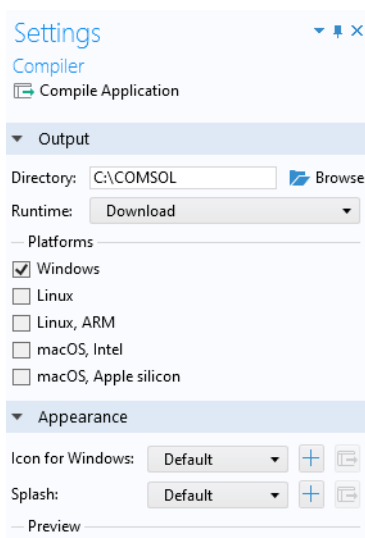 Settings
Compiler
Compile Application
Output
Directory: C:\COMSOL Browse
Runtime: Download
Platforms
Windows
Linux
Linux, ARM
macOS, Intel
macOS, Apple silicon
Appearance
Icon for Windows: Default
Splash: Default
Preview